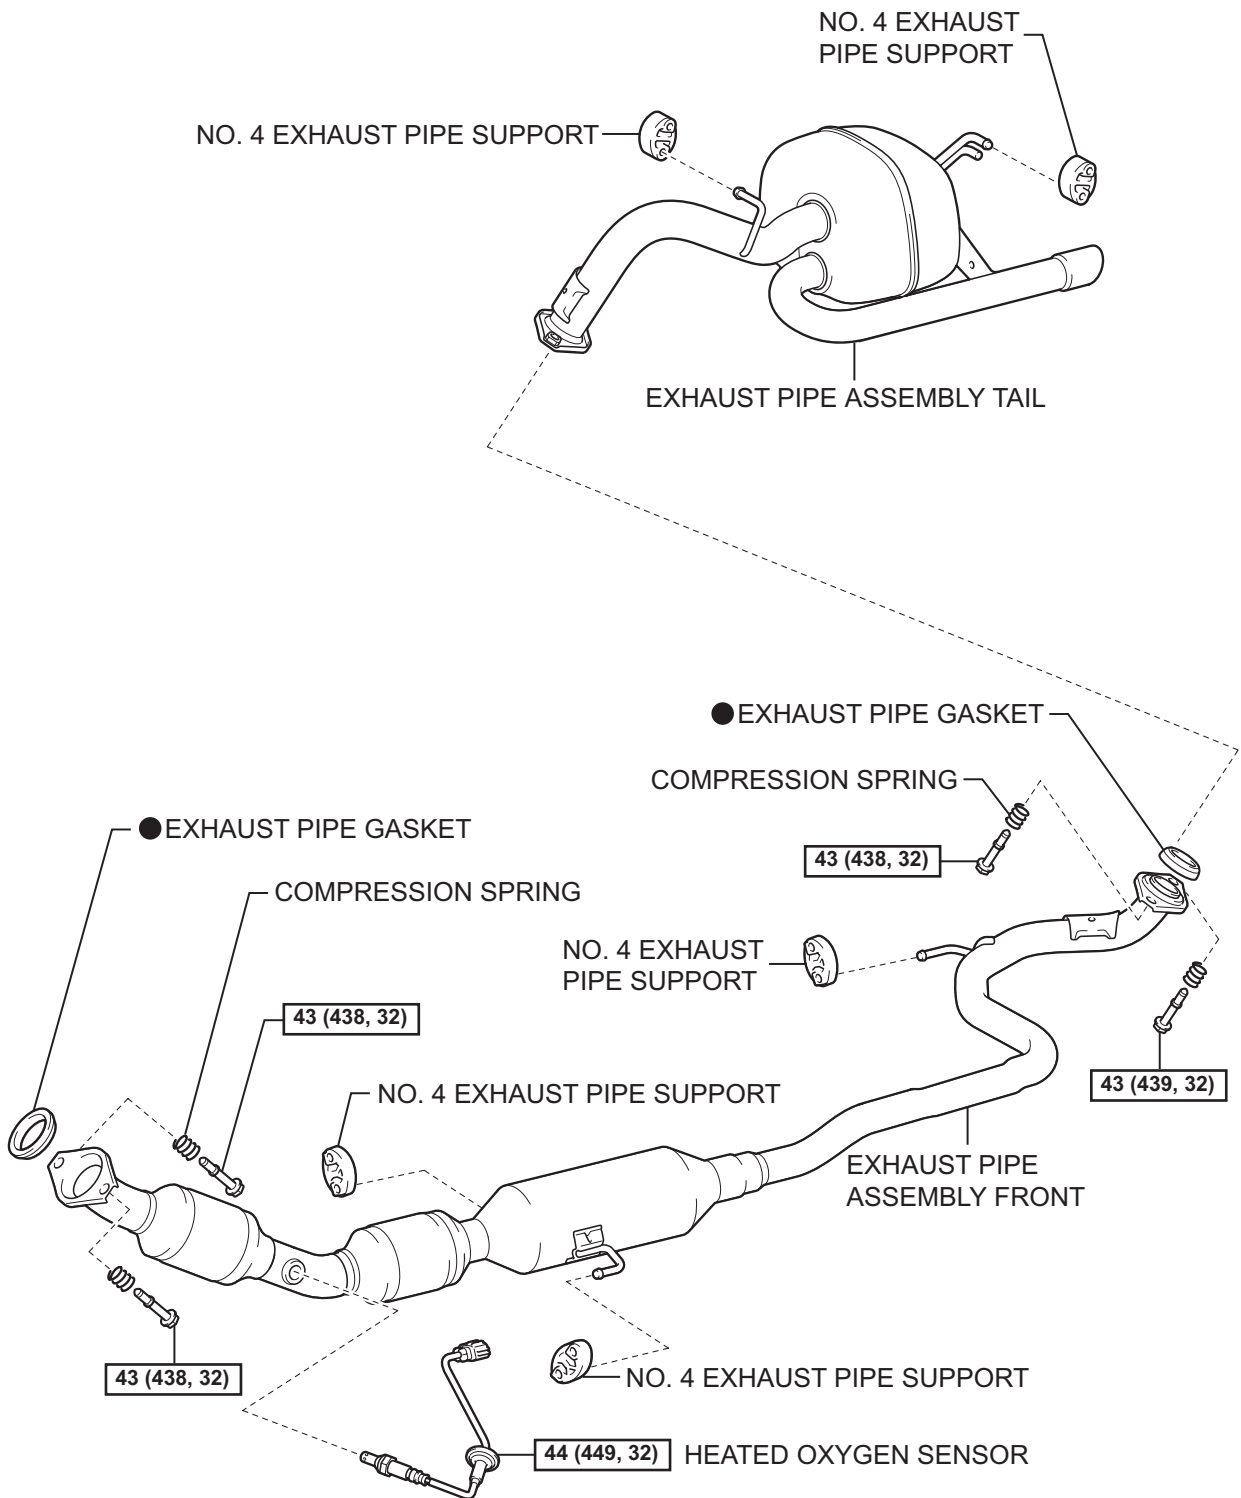 NO. 4 EXHAUST
PIPE SUPPORT
NO. 4 EXHAUST PIPE SUPPORT
EXHAUST PIPE ASSEMBLY TAIL
●EXHAUST PIPE GASKET
COMPRESSION SPRING
●EXHAUST PIPE GASKET
43 (438, 32)
COMPRESSION SPRING
NO. 4 EXHAUST
PIPE SUPPORT
43 (438, 32)
43 (439, 32)
NO. 4 EXHAUST PIPE SUPPORT
EXHAUST PIPE
ASSEMBLY FRONT
43 (438, 32)
NO. 4 EXHAUST PIPE SUPPORT
44 (449, 32) HEATED OXYGEN SENSOR